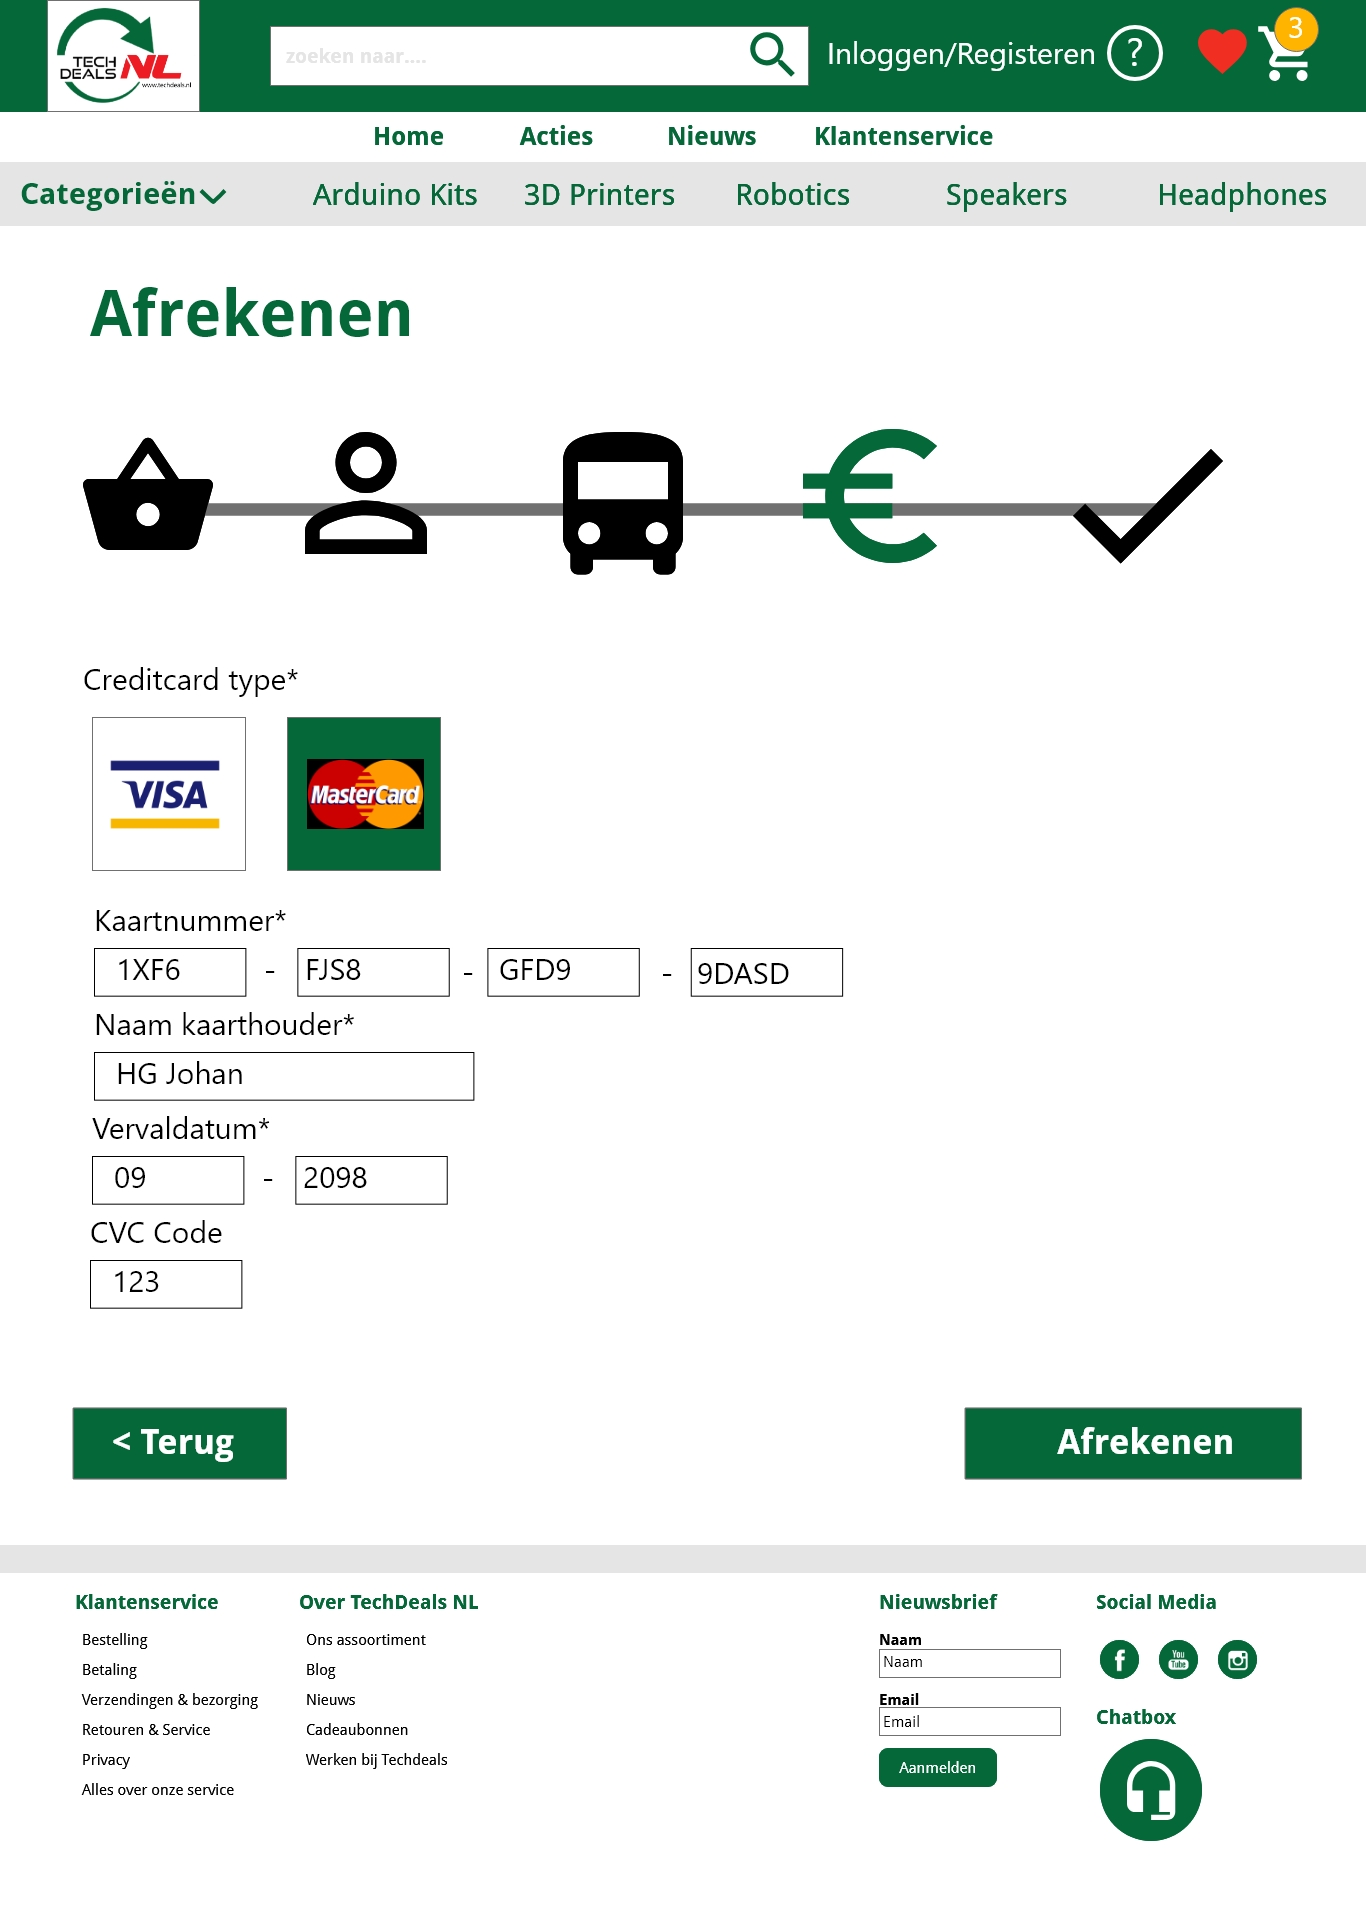 TECH
DEALS NL
www.techdeals.nl
zoeken naar....
Inloggen/Registeren
?
3
Home Acties Nieuws Klantenservice
Categorieën Arduino Kits 3D Printers Robotics Speakers Headphones
Afrekenen
Creditcard type*
VISA MasterCard
Kaartnummer*
1XF6 - FJS8 - GFD9 - 9DASD
Naam kaarthouder*
HG Johan
Vervaldatum*
09 - 2098
CVC Code
123
< Terug Afrekenen
Klantenservice
Bestelling
Betaling
Verzendingen & bezorging
Retouren & Service
Privacy
Alles over onze service
Over TechDeals NL
Ons assoortiment
Blog
Nieuws
Cadeaubonnen
Werken bij Techdeals
Nieuwsbrief
Naam
Naam
Email
Email
Aanmelden
Social Media
f
You
Tube
Chatbox